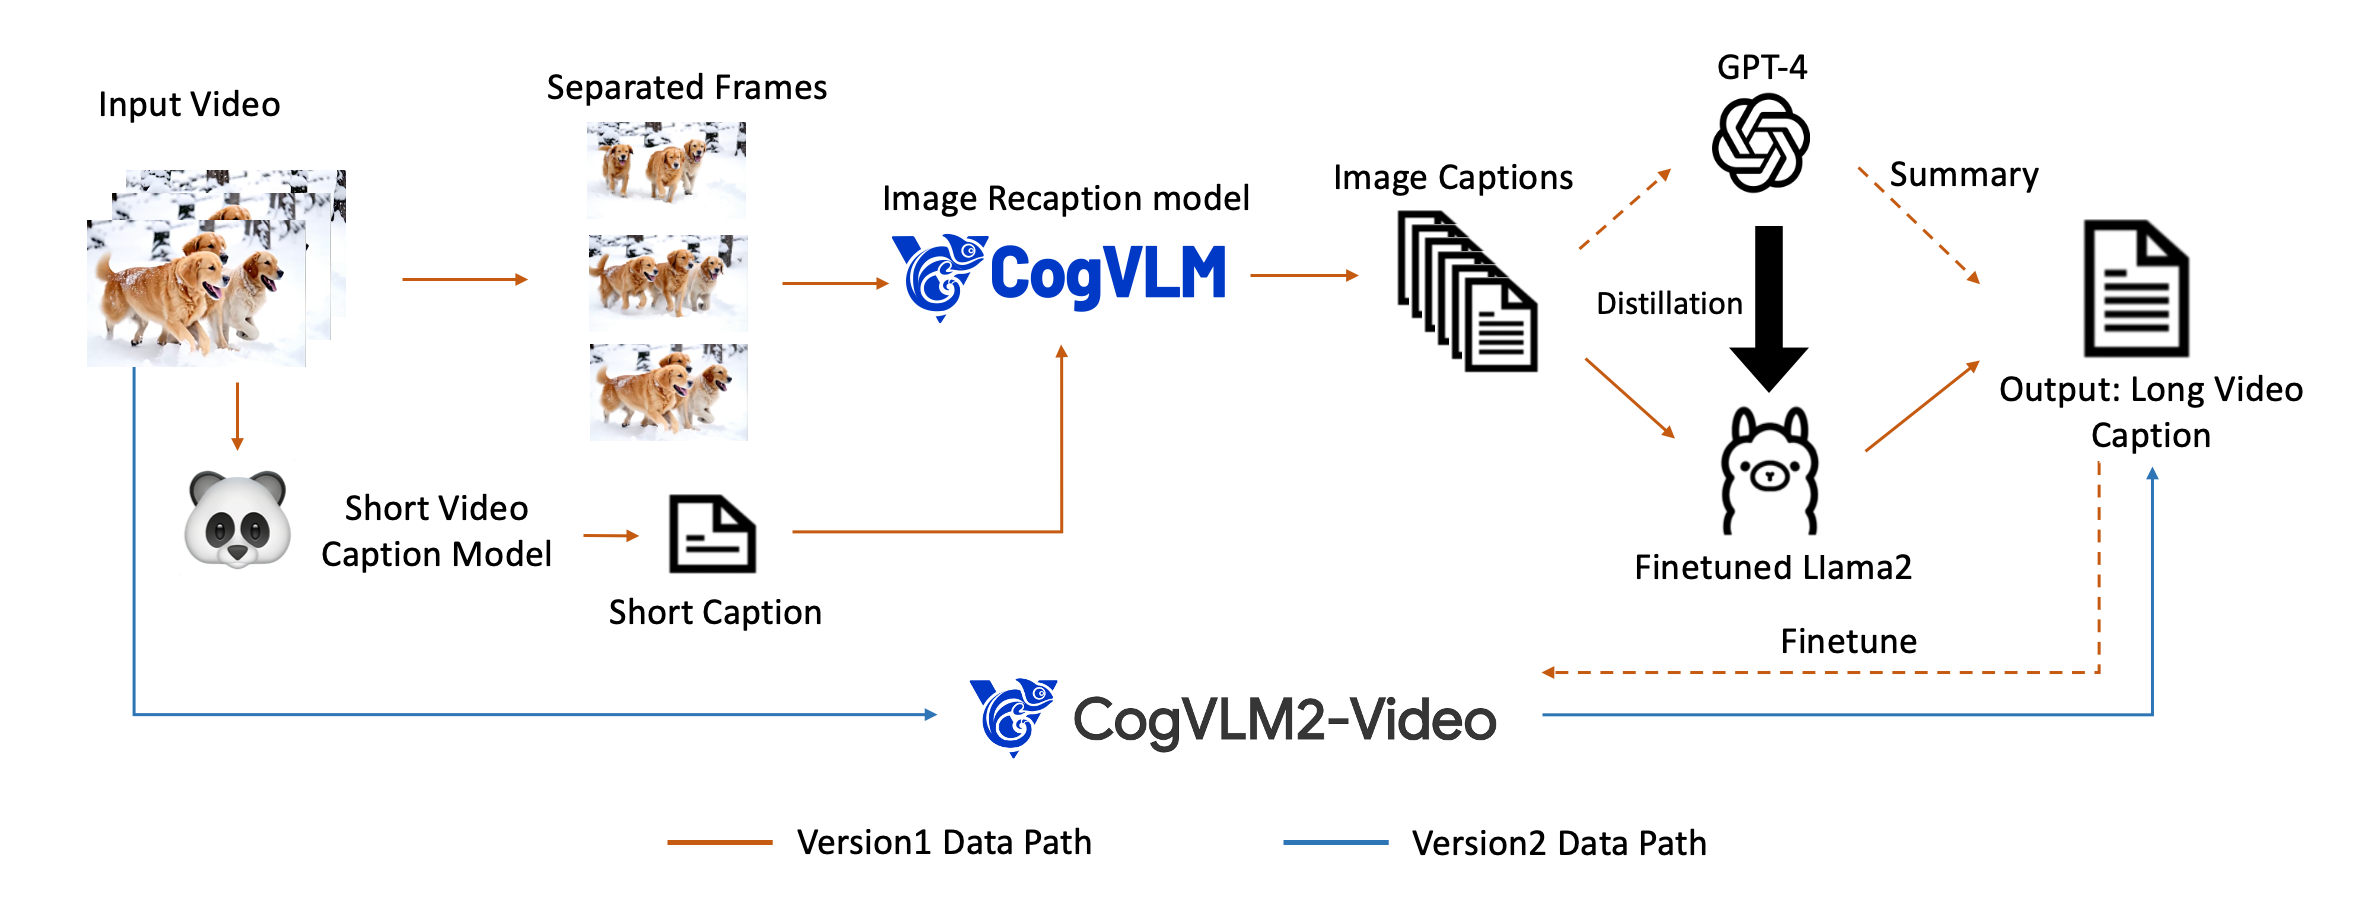 Input Video
Separated Frames
Image Recaption model
CogVLM
Image Captions
GPT-4
Summary
Distillation
Output: Long Video
Caption
Short Video
Caption Model
Short Caption
Finetuned Llama2
Finetune
CogVLM2-Video
Version1 Data Path
Version2 Data Path